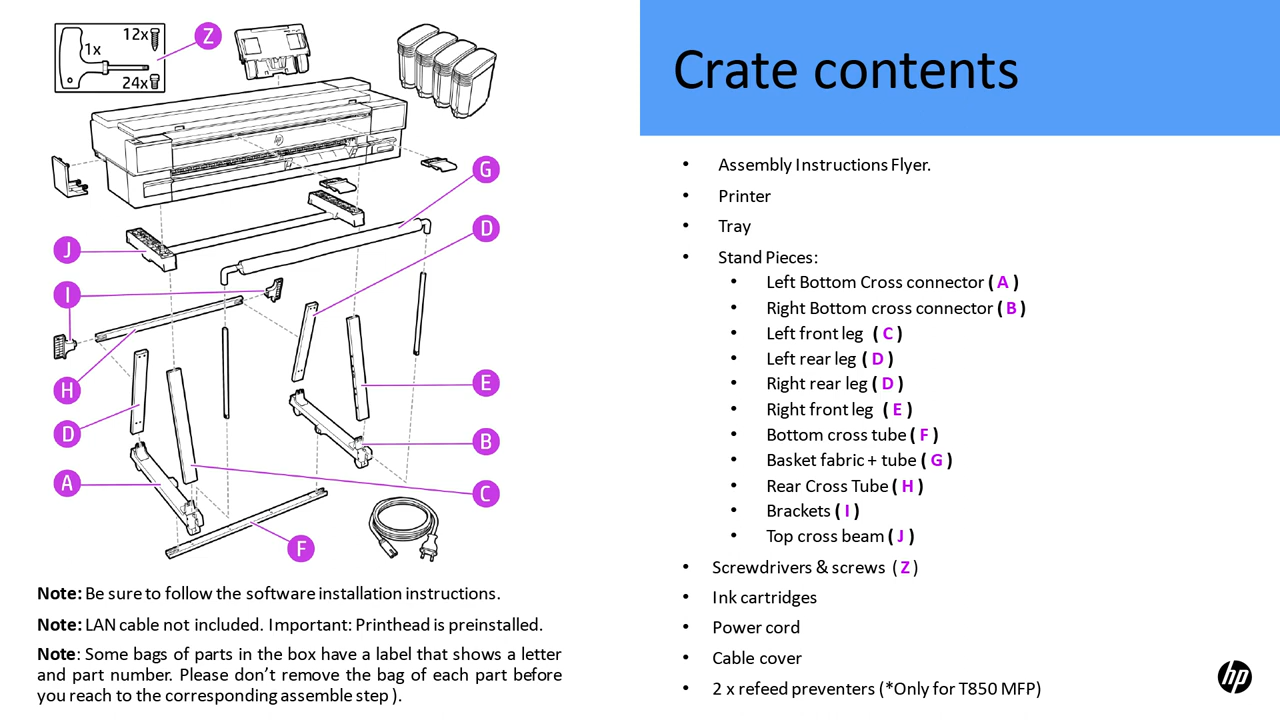 12x
1x
24x
Z
G
D
J
I
H
E
D
B
A
C
F
hp
Note: Be sure to follow the software installation instructions.
Note: LAN cable not included. Important: Printhead is preinstalled.
Note: Some bags of parts in the box have a label that shows a letter
and part number. Please don’t remove the bag of each part before
you reach to the corresponding assemble step ).
Crate contents
• Assembly Instructions Flyer.
• Printer
• Tray
• Stand Pieces:
• Left Bottom Cross connector ( A )
• Right Bottom cross connector ( B )
• Left front leg ( C )
• Left rear leg ( D )
• Right rear leg ( D )
• Right front leg ( E )
• Bottom cross tube ( F )
• Basket fabric + tube ( G )
• Rear Cross Tube ( H )
• Brackets ( I )
• Top cross beam ( J )
• Screwdrivers & screws ( Z )
• Ink cartridges
• Power cord
• Cable cover
• 2 x refeed preventers (*Only for T850 MFP)
hp